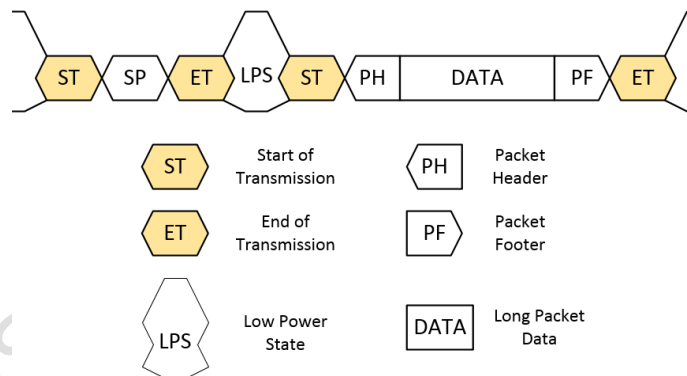 ST SP ET LPS ST PH DATA PF ET
ST Start of Transmission
PH Packet Header
ET End of Transmission
PF Packet Footer
LPS Low Power State
DATA Long Packet Data